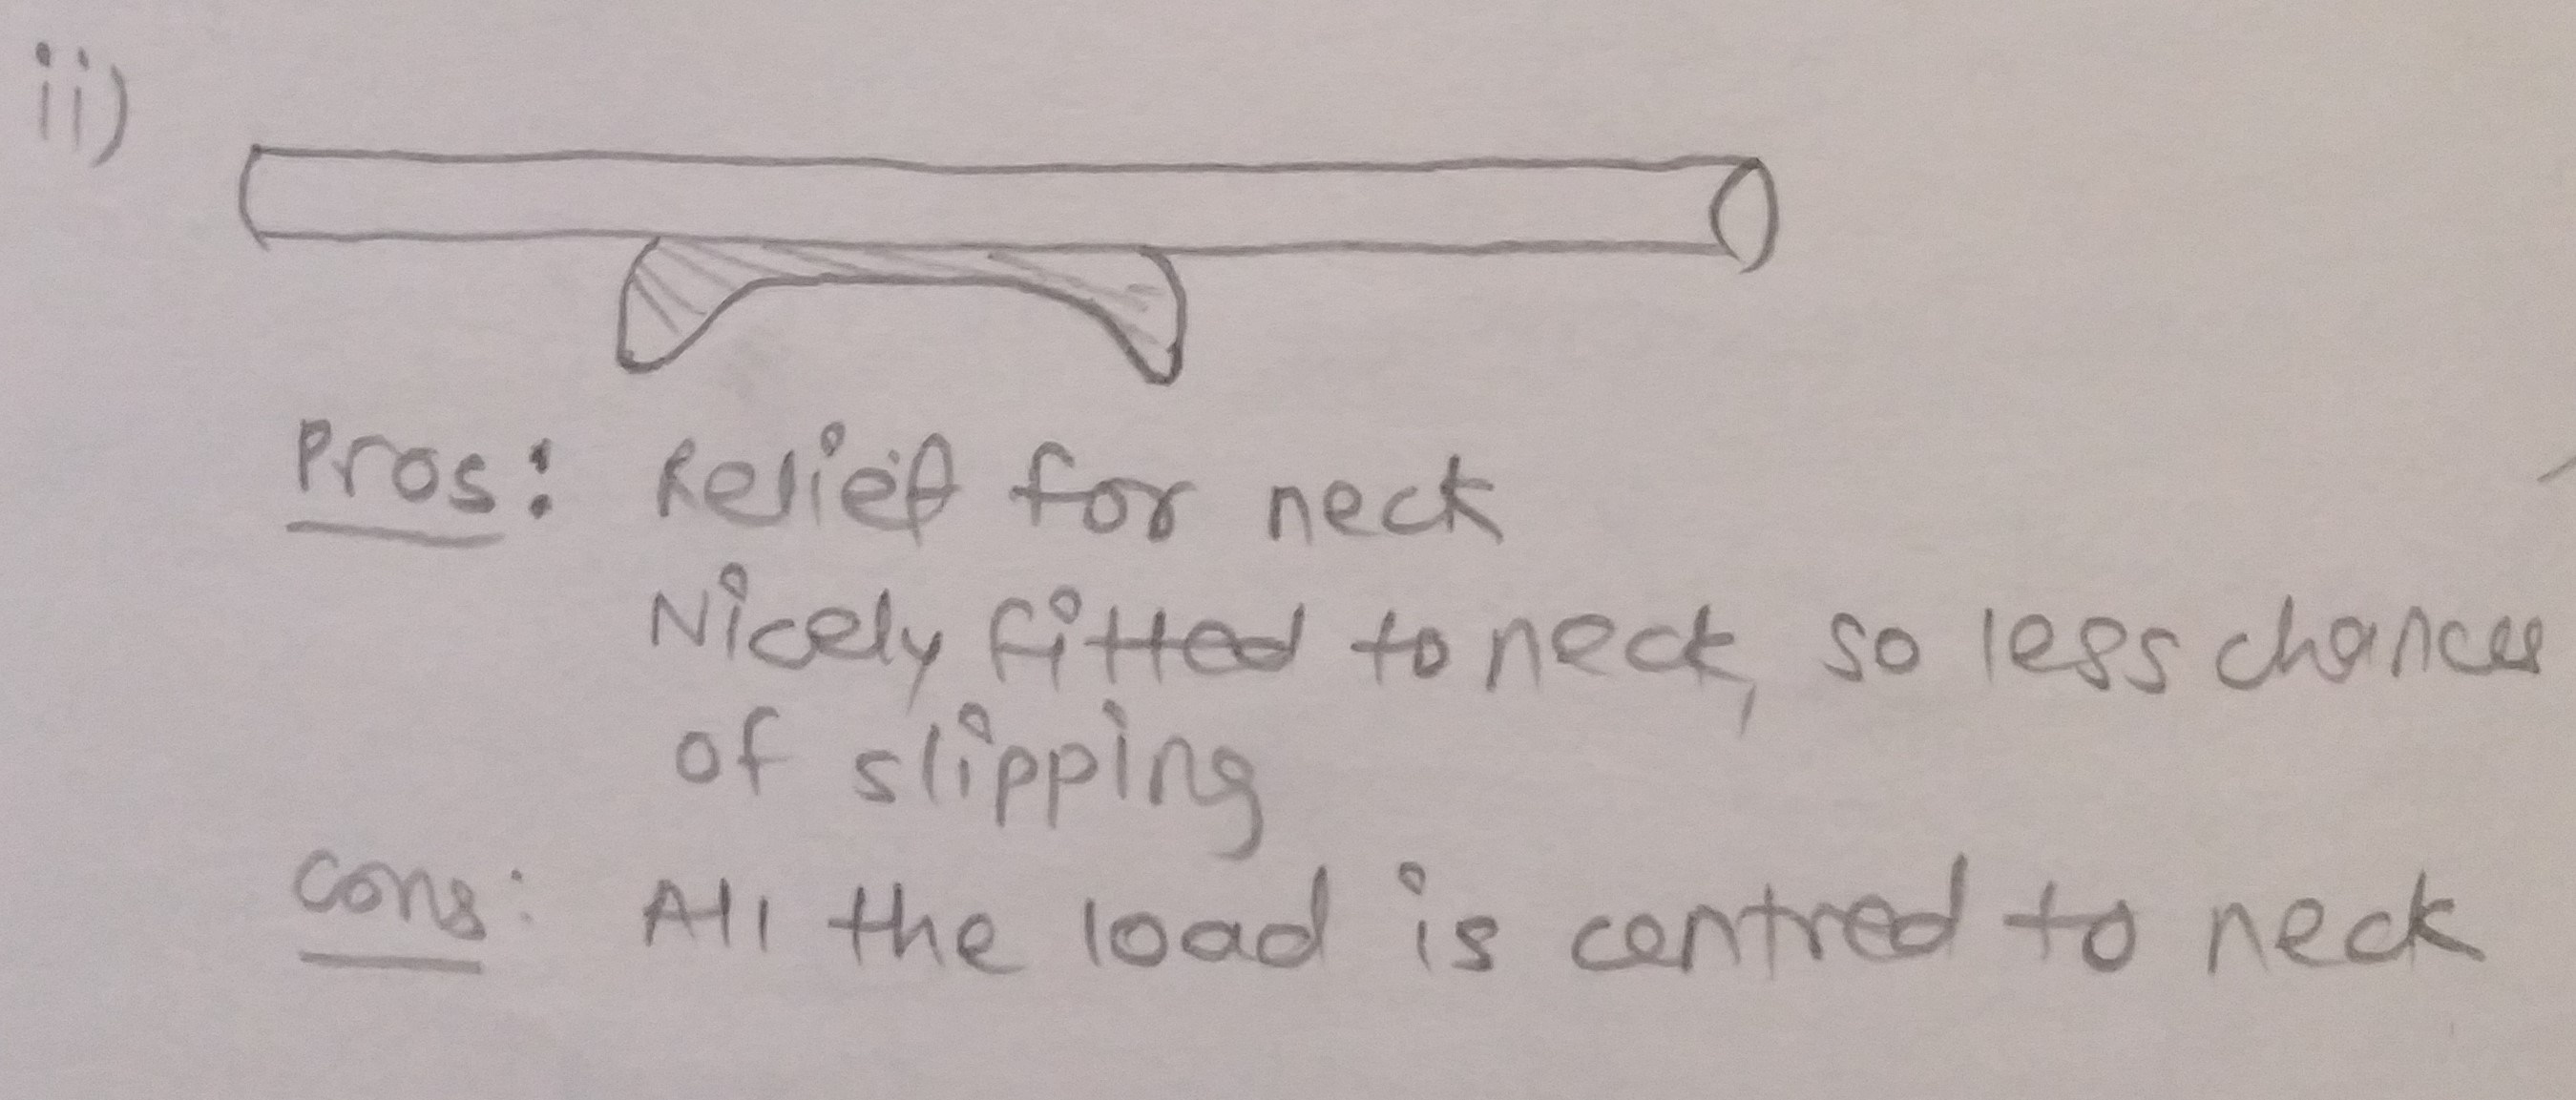 ii)
Pros: Relief for neck
Nicely fitted to neck, so less chances
of slipping
Cons: All the load is centred to neck